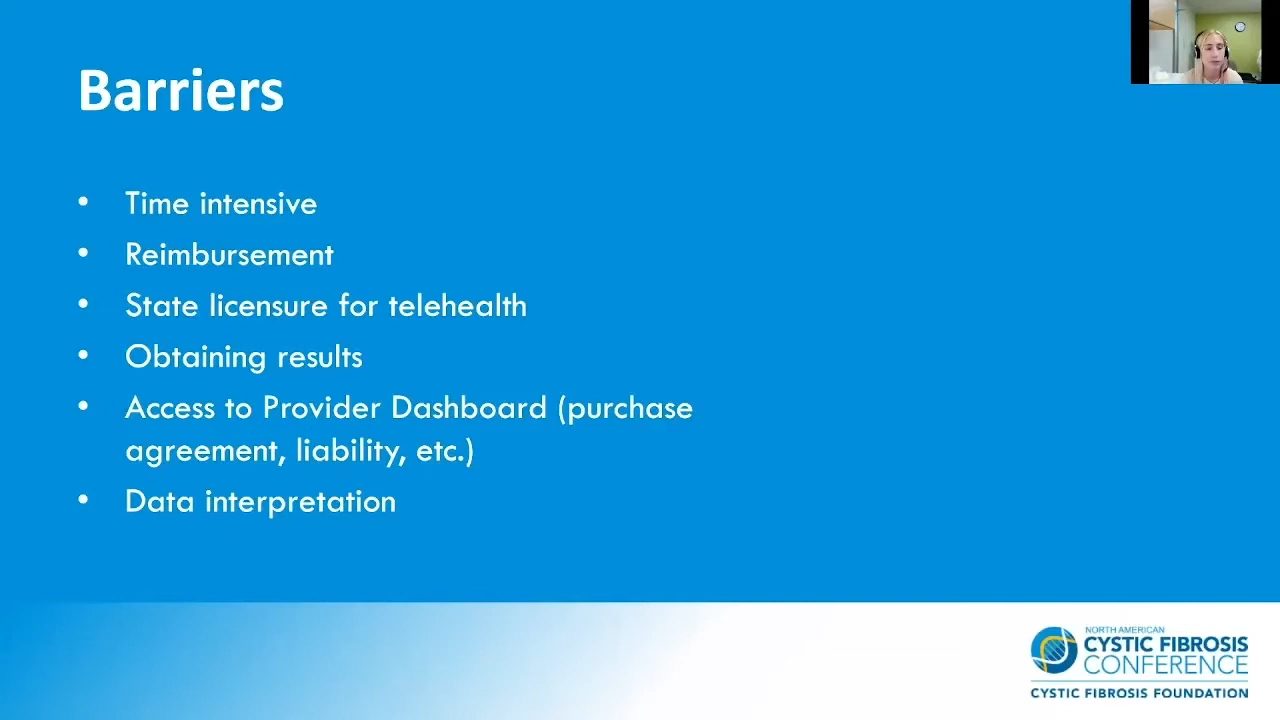 Barriers
• Time intensive
• Reimbursement
• State licensure for telehealth
• Obtaining results
• Access to Provider Dashboard (purchase
agreement, liability, etc.)
• Data interpretation
NORTH AMERICAN
CYSTIC FIBROSIS
CONFERENCE
CYSTIC FIBROSIS FOUNDATION